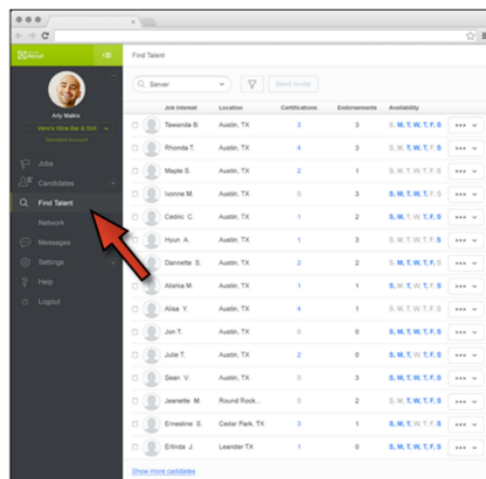 Find Talent
Server
Send Invite
Job Interest Location Certifications Endorsements Availability
Arty Malko
Verio's Wine Bar & Grill
Standard Account
Jobs
Candidates
Find Talent
Network
Messages
Settings
Help
Logout
Tawanda B. Austin, TX 3 3 S, M, T, W, T, F, S
Rhonda T. Austin, TX 4 3 S, M, T, W, T, F, S
Maple S. Austin, TX 2 1 S, M, T, W, T, F, S
Ivonne M. Austin, TX 0 3 S, M, T, W, T, F, S
Cedric C. Austin, TX 1 2 S, M, T, W, T, F, S
Hyun A. Austin, TX 1 3 S, M, T, W, T, F, S
Dannette S. Austin, TX 2 2 S, M, T, W, T, F, S
Alishia M. Austin, TX 1 1 S, M, T, W, T, F, S
Alisa Y. Austin, TX 4 1 S, M, T, W, T, F, S
Jon T. Austin, TX 0 0 S, M, T, W, T, F, S
Julie T. Austin, TX 2 0 S, M, T, W, T, F, S
Sean V. Austin, TX 0 3 S, M, T, W, T, F, S
Jeanette M. Round Rock... 0 2 S, M, T, W, T, F, S
Ernestine S. Cedar Park, TX 3 1 S, M, T, W, T, F, S
Erlinda J. Leander TX 1 0 S, M, T, W, T, F, S
Show more cadidates